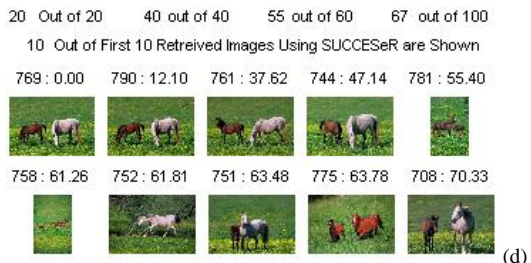 20 Out of 20 40 out of 40 55 out of 60 67 out of 100
10 Out of First 10 Retreived Images Using SUCCESeR are Shown
769 : 0.00 790 : 12.10 761 : 37.62 744 : 47.14 781 : 55.40
758 : 61.26 752 : 61.81 751 : 63.48 775 : 63.78 708 : 70.33
(d)